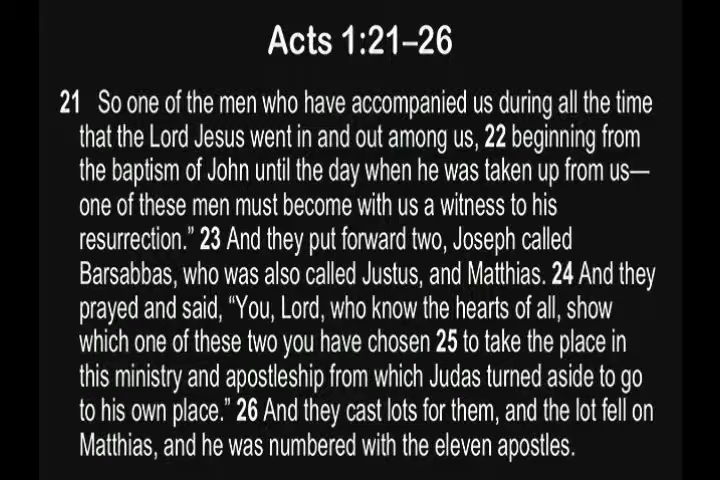 Acts 1:21–26
21 So one of the men who have accompanied us during all the time
that the Lord Jesus went in and out among us, 22 beginning from
the baptism of John until the day when he was taken up from us—
one of these men must become with us a witness to his
resurrection.” 23 And they put forward two, Joseph called
Barsabbas, who was also called Justus, and Matthias. 24 And they
prayed and said, “You, Lord, who know the hearts of all, show
which one of these two you have chosen 25 to take the place in
this ministry and apostleship from which Judas turned aside to go
to his own place.” 26 And they cast lots for them, and the lot fell on
Matthias, and he was numbered with the eleven apostles.